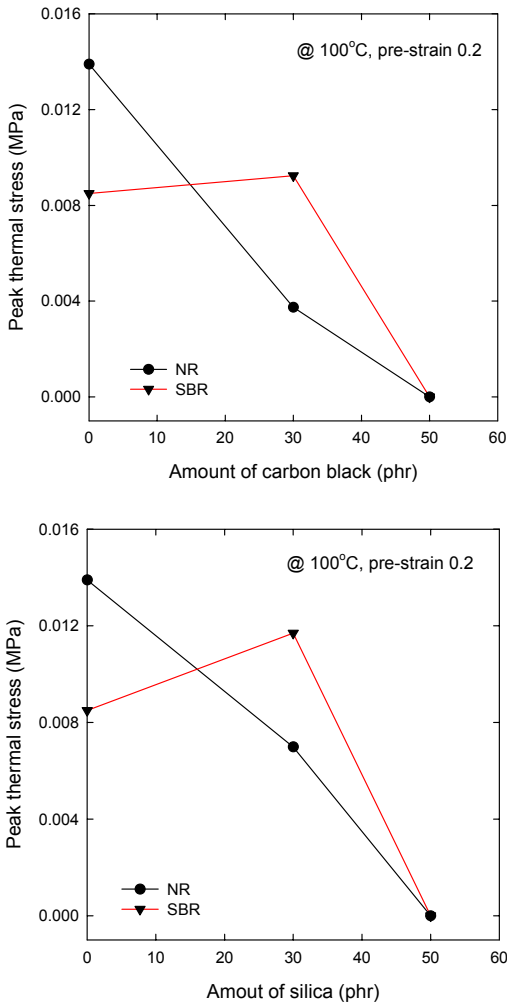 0.016
@ 100°C, pre-strain 0.2
0.012
0.008
0.004
0.000
Peak thermal stress (MPa)
NR
SBR
0 10 20 30 40 50 60
Amount of carbon black (phr)
0.016
@ 100°C, pre-strain 0.2
0.012
0.008
0.004
0.000
Peak thermal stress (MPa)
NR
SBR
0 10 20 30 40 50 60
Amout of silica (phr)